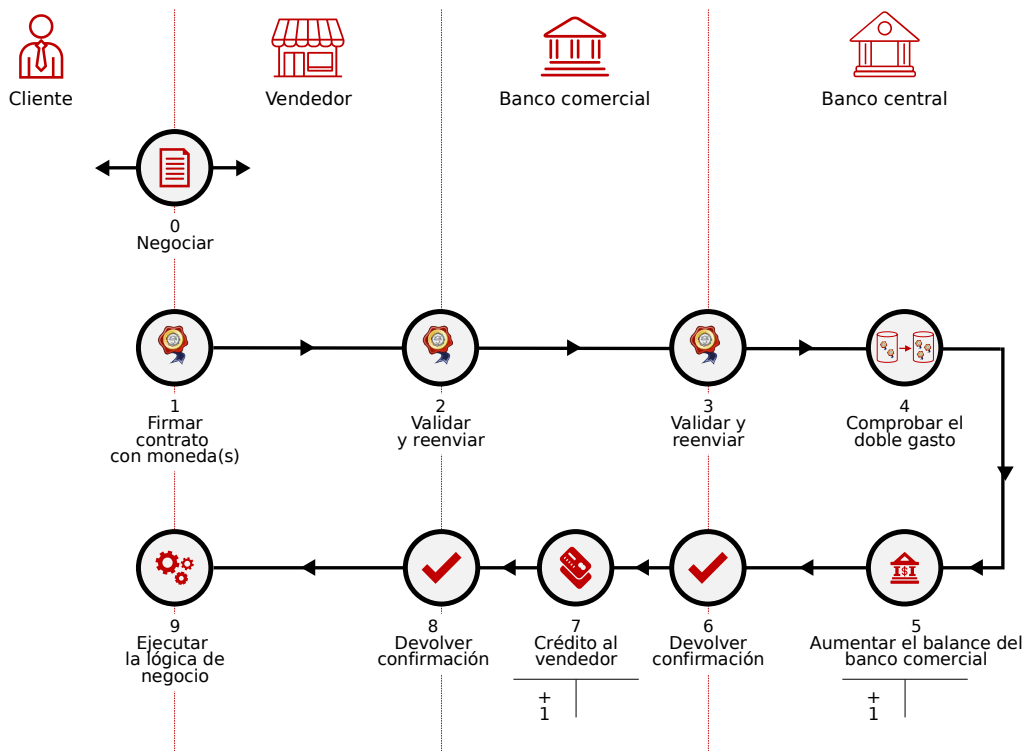 Cliente
Vendedor
Banco comercial
Banco central
0
Negociar
1
Firmar
contrato
con moneda(s)
2
Validar
y reenviar
3
Validar y
reenviar
4
Comprobar el
doble gasto
9
Ejecutar
la lógica de
negocio
8
Devolver
confirmación
7
Crédito al
vendedor
+
1
6
Devolver
confirmación
5
Aumentar el balance del
banco comercial
+
1